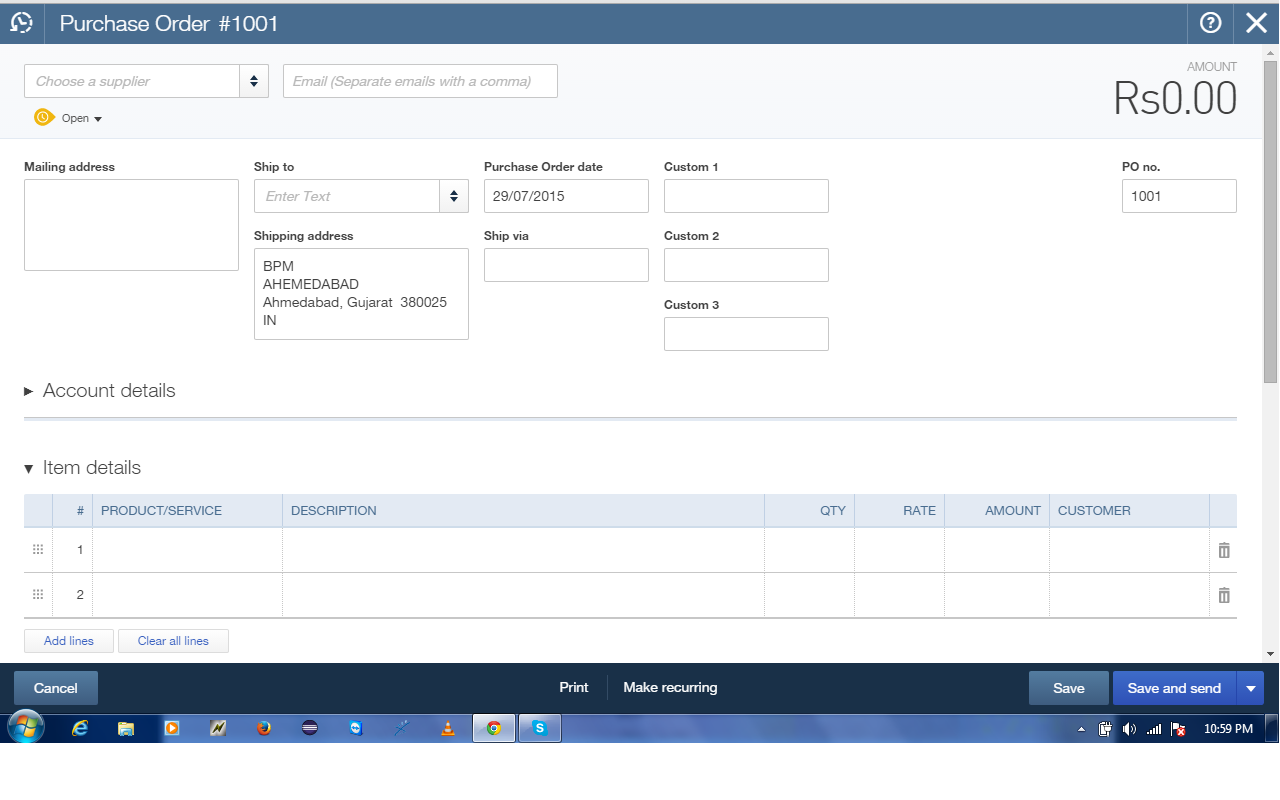 Purchase Order #1001
Choose a supplier
Email (Separate emails with a comma)
AMOUNT
Rs0.00
Open
Mailing address
Ship to
Purchase Order date
Custom 1
PO no.
Enter Text
29/07/2015
1001
Shipping address
Ship via
Custom 2
BPM
AHEMEDABAD
Ahmedabad, Gujarat 380025
IN
Custom 3
Account details
Item details
# PRODUCT/SERVICE DESCRIPTION QTY RATE AMOUNT CUSTOMER
1
2
Add lines Clear all lines
Cancel Print Make recurring Save Save and send
10:59 PM